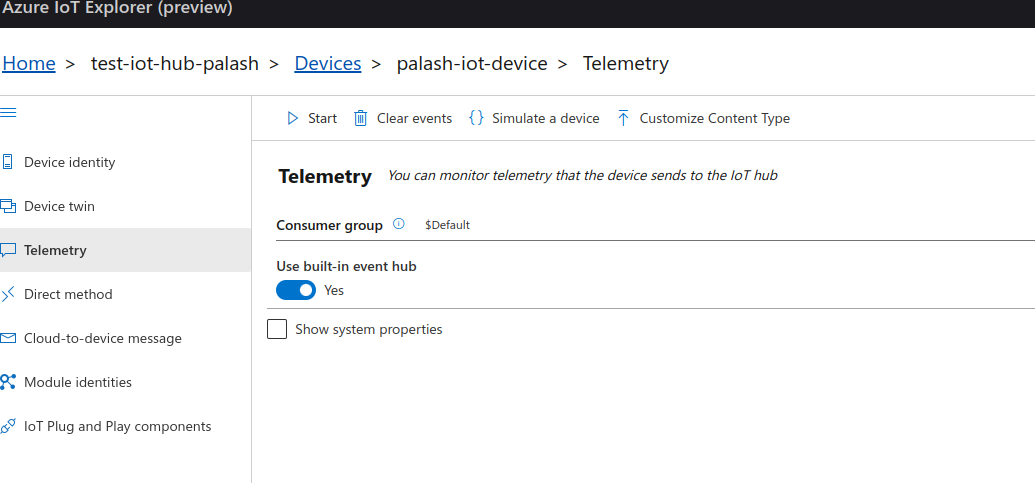 Azure IoT Explorer (preview)
Home > test-iot-hub-palash > Devices > palash-iot-device > Telemetry
Start Clear events {} Simulate a device Customize Content Type
Device identity
Device twin
Telemetry
Direct method
Cloud-to-device message
Module identities
IoT Plug and Play components
Telemetry You can monitor telemetry that the device sends to the IoT hub
Consumer group $Default
Use built-in event hub
Yes
Show system properties